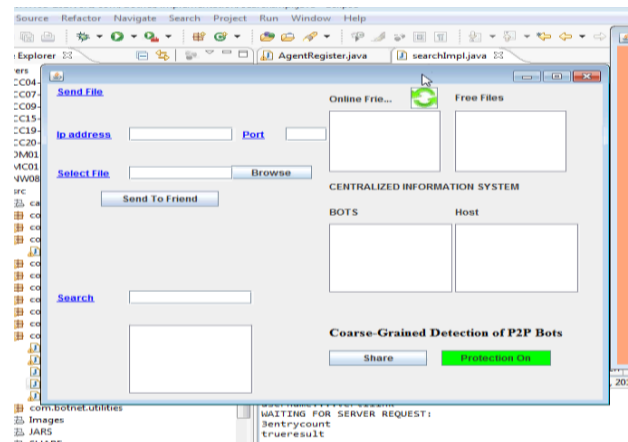 Source Refactor Navigate Search Project Run Window Help
Explorer
AgentRegister.java
searchImpl.java
Send File
Online Frie...
Free Files
Ip address
Port
Select File
Browse
Send To Friend
CENTRALIZED INFORMATION SYSTEM
BOTS
Host
Search
Coarse-Grained Detection of P2P Bots
Share
Protection On
com.botnet.utilities
Images
JARS
WAITING FOR SERVER REQUEST:
3entrycount
trueresult